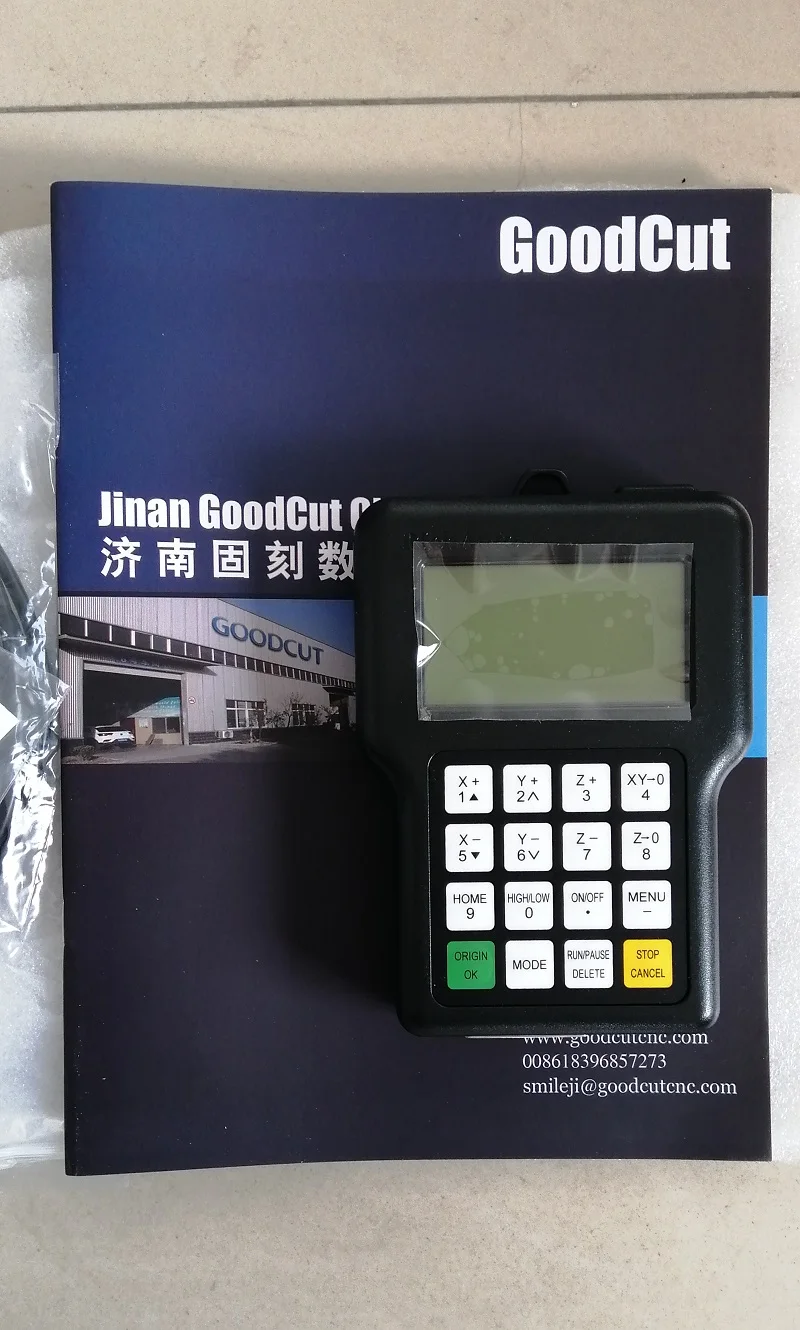 GoodCut
Jinan GoodCut
济南固刻数
GOODCUT
X+ Y+ Z+ XY→0
1▲ 2∧ 3 4
X− Y− Z− Z→0
5▼ 6∨ 7 8
HOME HIGH/LOW ON/OFF MENU
9 0 • −
ORIGIN MODE RUN/PAUSE STOP
OK DELETE CANCEL
www.goodcutcnc.com
008618396857273
smileji@goodcutcnc.com